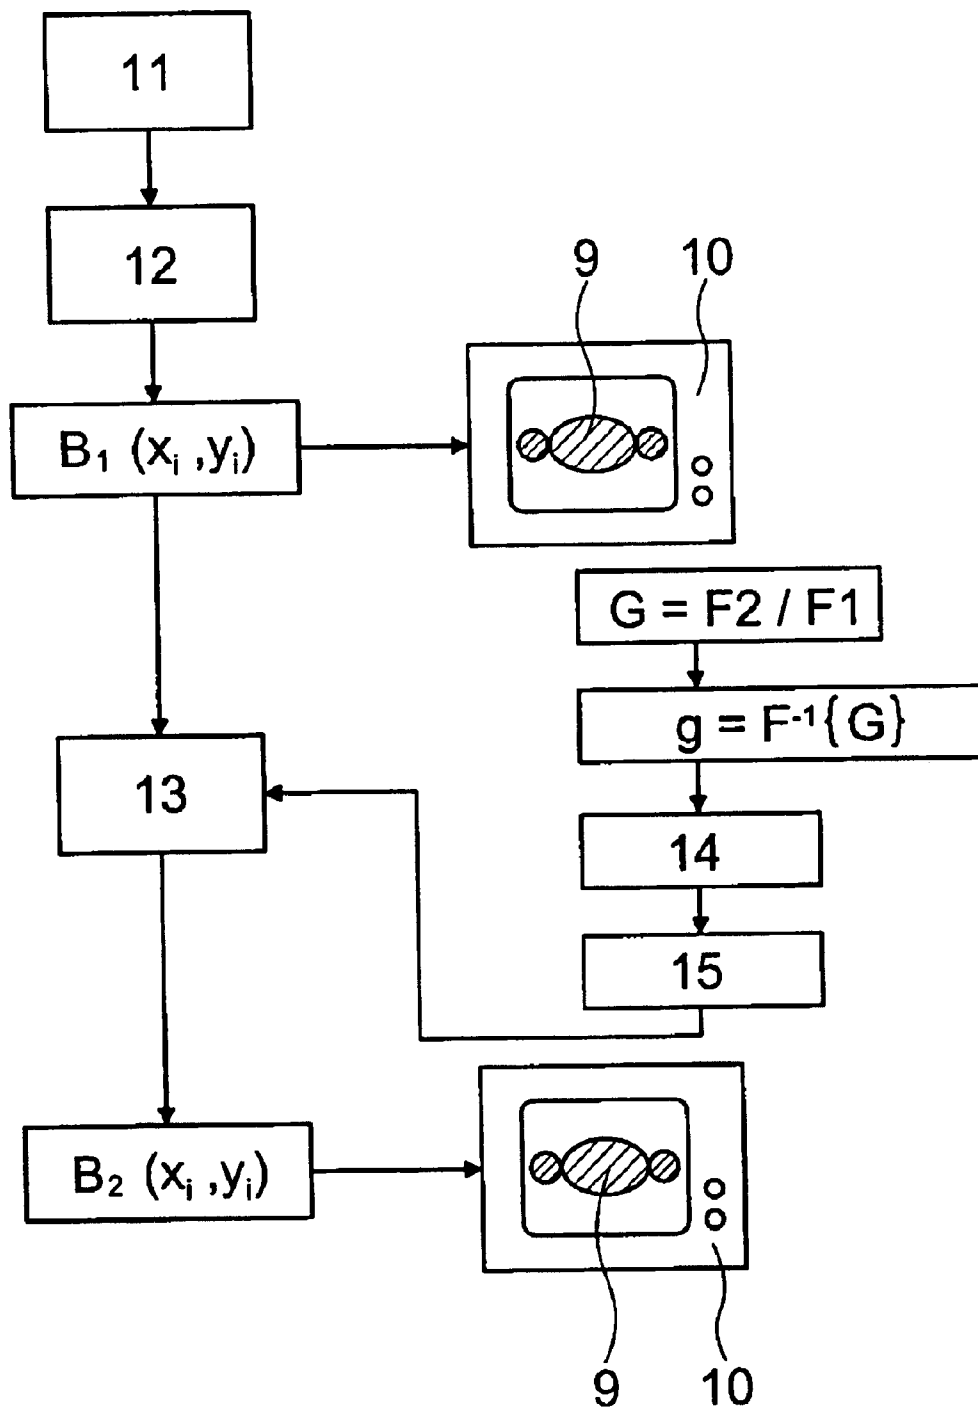 11
12
9
10
B₁ (xᵢ ,yᵢ)
G = F2 / F1
g = F⁻¹{G}
13
14
15
B₂ (xᵢ ,yᵢ)
9
10